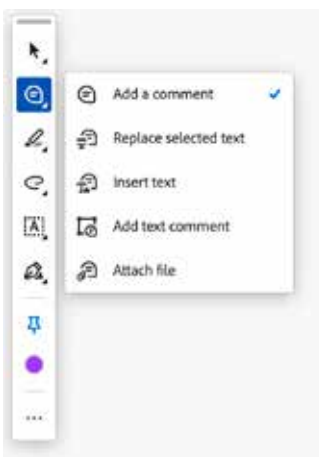 Add a comment
Replace selected text
Insert text
Add text comment
Attach file